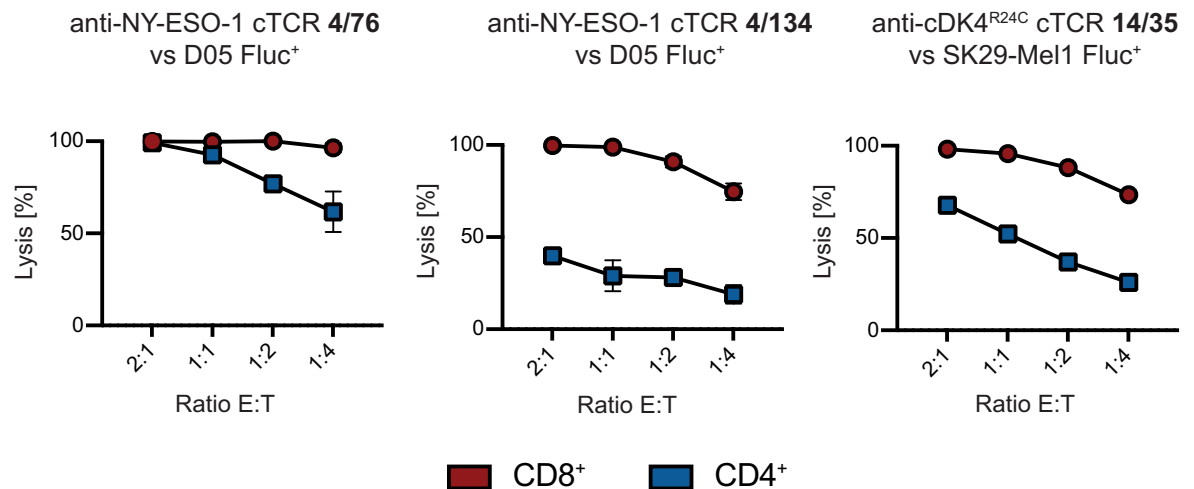 anti-NY-ESO-1 cTCR 4/76
vs D05 Fluc⁺
100
50
0
Lysis [%]
2:1
1:1
1:2
1:4
Ratio E:T
anti-NY-ESO-1 cTCR 4/134
vs D05 Fluc⁺
100
50
0
Lysis [%]
2:1
1:1
1:2
1:4
Ratio E:T
anti-cDK4ᴿ²⁴ᶜ cTCR 14/35
vs SK29-Mel1 Fluc⁺
100
50
0
Lysis [%]
2:1
1:1
1:2
1:4
Ratio E:T
CD8⁺
CD4⁺